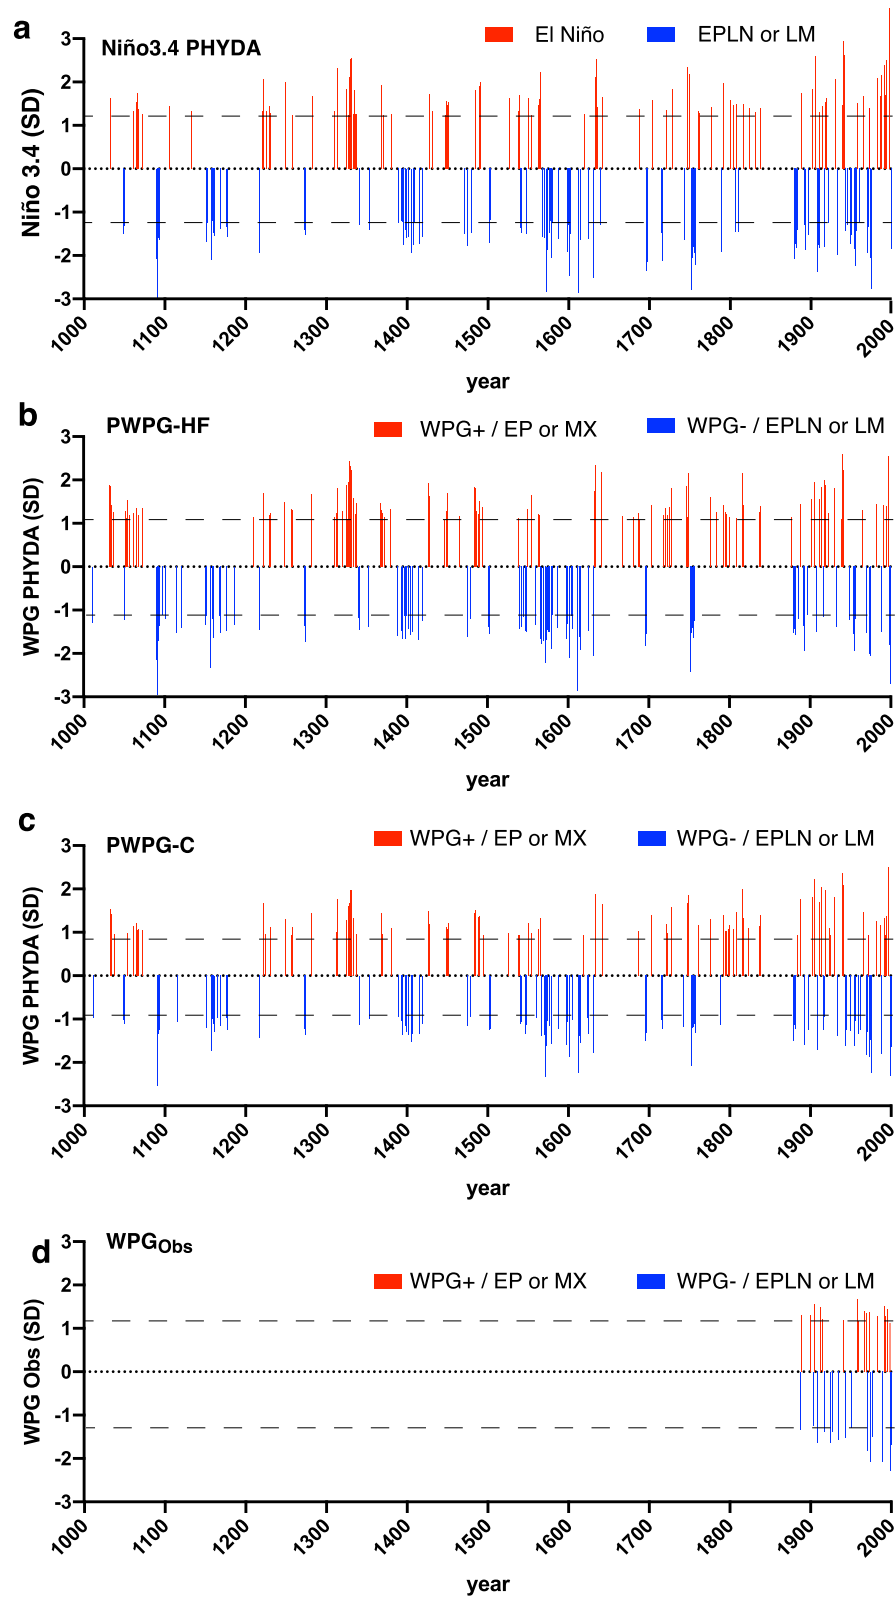 a
Niño3.4 PHYDA
El Niño
EPLN or LM
Niño 3.4 (SD)
3
2
1
0
-1
-2
-3
1000 1100 1200 1300 1400 1500 1600 1700 1800 1900 2000
year
b
PWPG-HF
WPG+ / EP or MX
WPG- / EPLN or LM
WPG PHYDA (SD)
3
2
1
0
-1
-2
-3
1000 1100 1200 1300 1400 1500 1600 1700 1800 1900 2000
year
c
PWPG-C
WPG+ / EP or MX
WPG- / EPLN or LM
WPG PHYDA (SD)
3
2
1
0
-1
-2
-3
1000 1100 1200 1300 1400 1500 1600 1700 1800 1900 2000
year
d
WPGObs
WPG+ / EP or MX
WPG- / EPLN or LM
WPG Obs (SD)
3
2
1
0
-1
-2
-3
1000 1100 1200 1300 1400 1500 1600 1700 1800 1900 2000
year